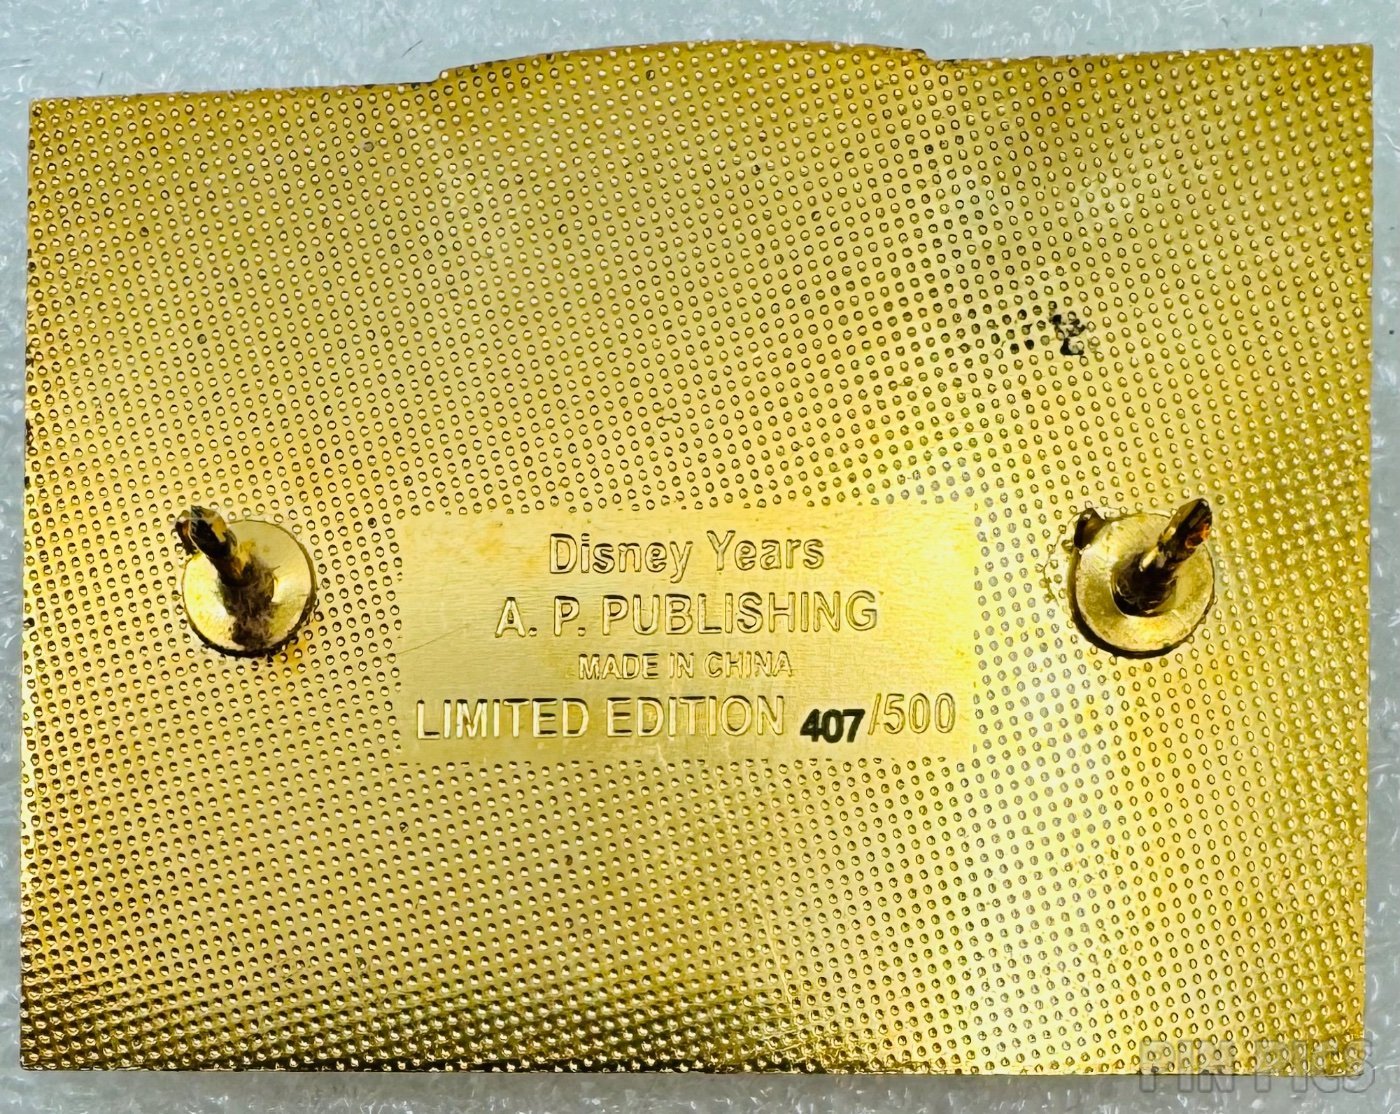 Disney Years
A. P. PUBLISHING
MADE IN CHINA
LIMITED EDITION 407/500
PIN PICS